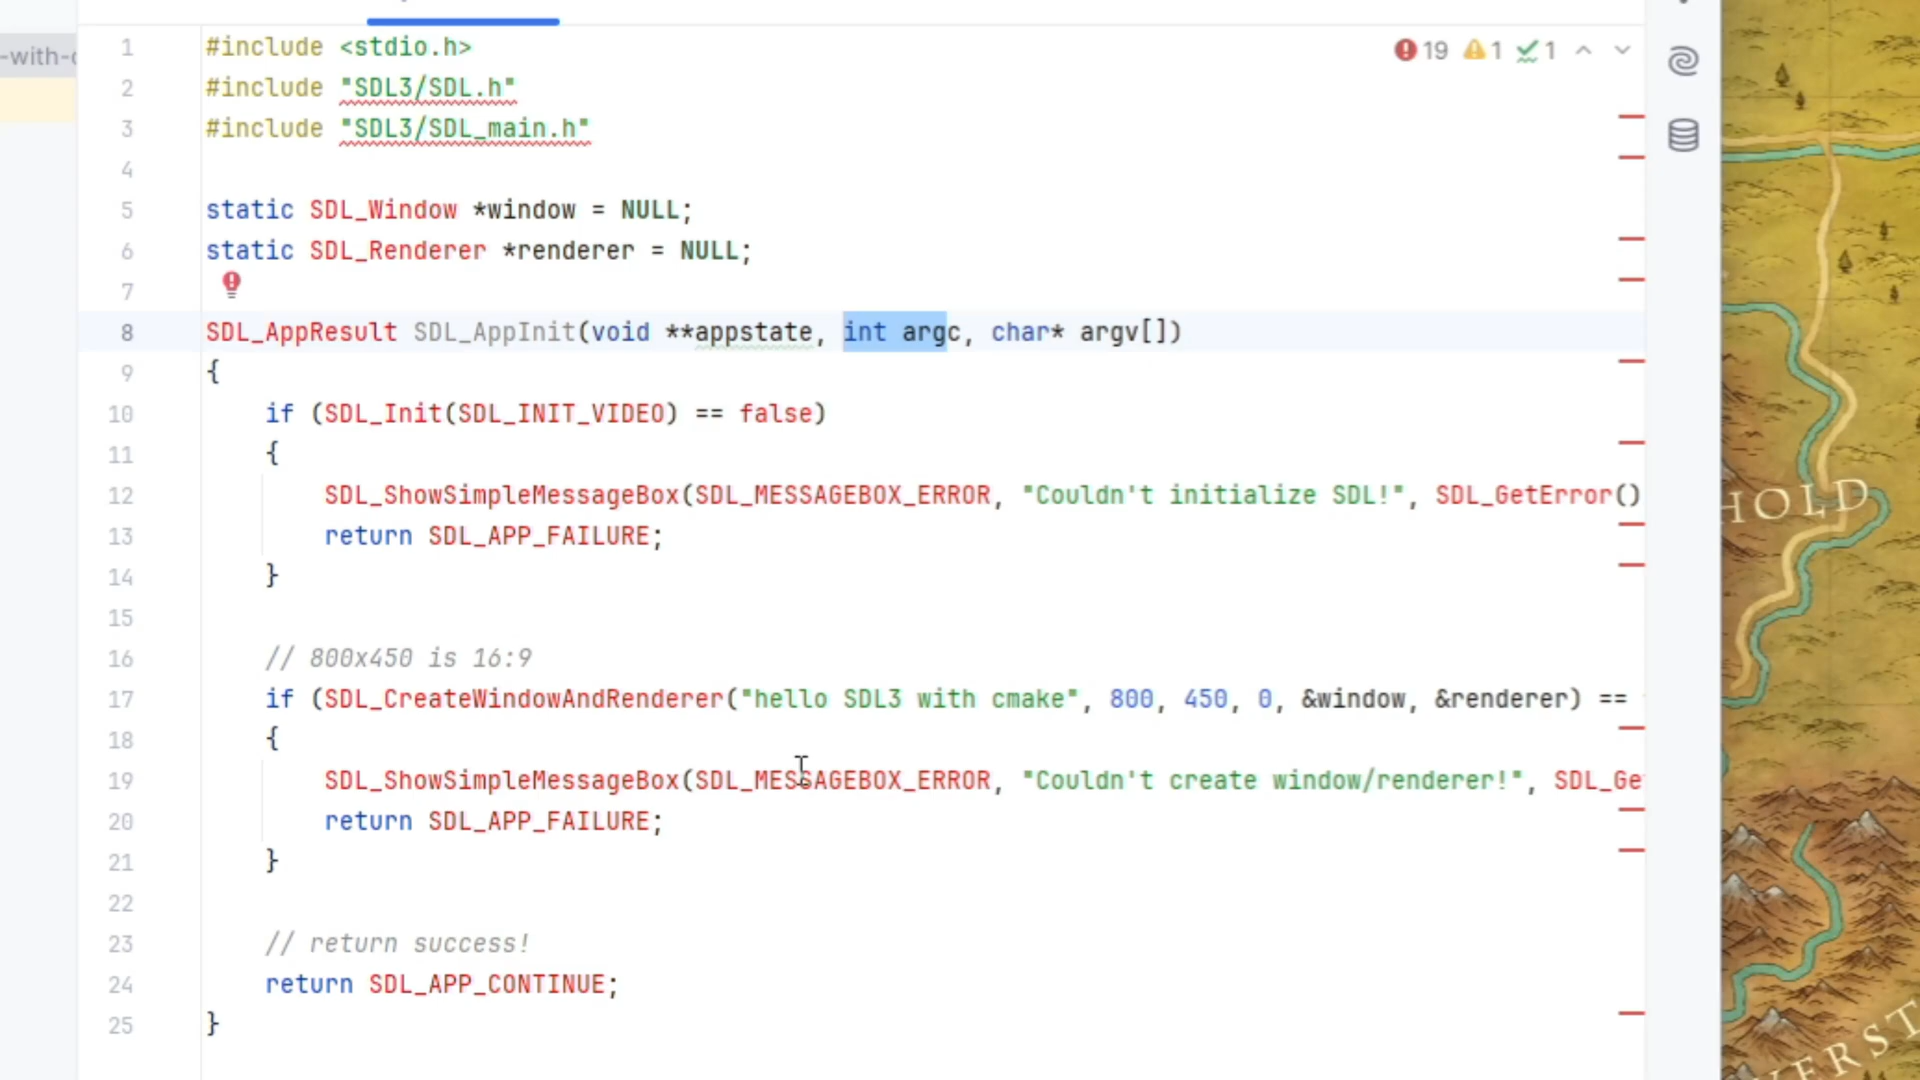 -with-
19 1 1
1 #include <stdio.h>
2 #include "SDL3/SDL.h"
3 #include "SDL3/SDL_main.h"
4
5 static SDL_Window *window = NULL;
6 static SDL_Renderer *renderer = NULL;
7
8 SDL_AppResult SDL_AppInit(void **appstate, int argc, char* argv[])
9 {
10 if (SDL_Init(SDL_INIT_VIDEO) == false)
11 {
12 SDL_ShowSimpleMessageBox(SDL_MESSAGEBOX_ERROR, "Couldn't initialize SDL!", SDL_GetError()
13 return SDL_APP_FAILURE;
14 }
15
16 // 800x450 is 16:9
17 if (SDL_CreateWindowAndRenderer("hello SDL3 with cmake", 800, 450, 0, &window, &renderer) ==
18 {
19 SDL_ShowSimpleMessageBox(SDL_MESSAGEBOX_ERROR, "Couldn't create window/renderer!", SDL_Ge
20 return SDL_APP_FAILURE;
21 }
22
23 // return success!
24 return SDL_APP_CONTINUE;
25 }
HOLD
VERST